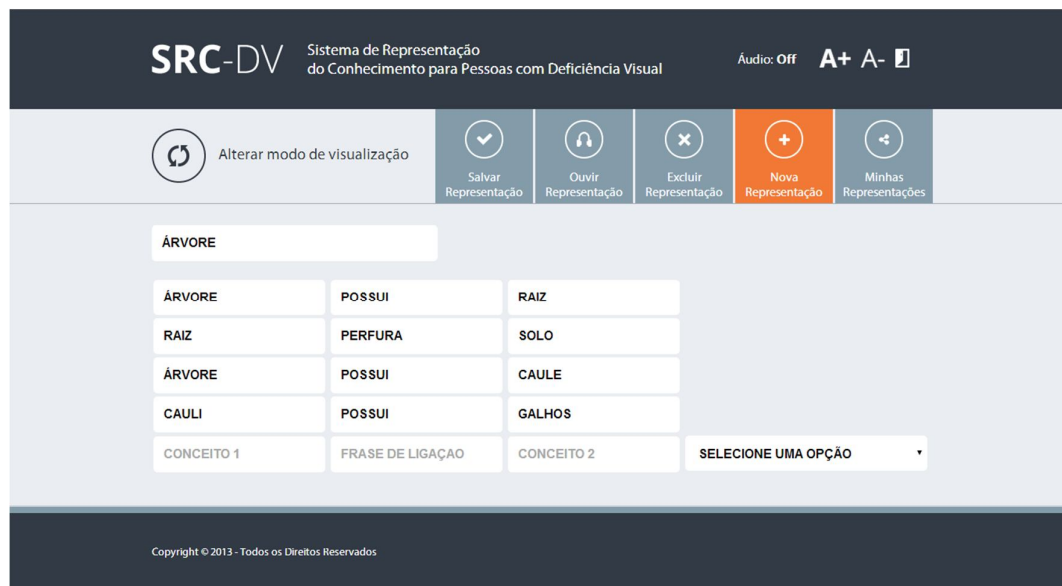 SRC-DV
Sistema de Representação
do Conhecimento para Pessoas com Deficiência Visual
Áudio: Off A+ A-
Alterar modo de visualização
Salvar
Representação
Ouvir
Representação
Excluir
Representação
Nova
Representação
Minhas
Representações
ÁRVORE
ÁRVORE POSSUI RAIZ
RAIZ PERFURA SOLO
ÁRVORE POSSUI CAULE
CAULI POSSUI GALHOS
CONCEITO 1 FRASE DE LIGAÇAO CONCEITO 2 SELECIONE UMA OPÇÃO
Copyright © 2013 - Todos os Direitos Reservados